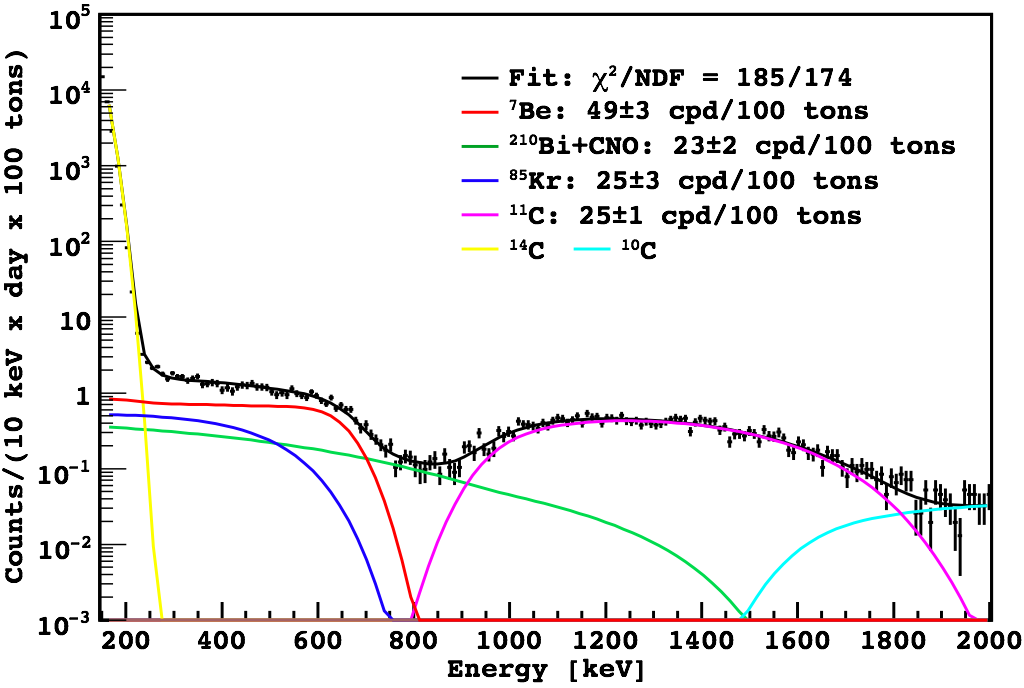 Counts/(10 keV x day x 100 tons)
10⁵
10⁴
10³
10²
10
1
10⁻¹
10⁻²
10⁻³
Fit: χ²/NDF = 185/174
⁷Be: 49±3 cpd/100 tons
²¹⁰Bi+CNO: 23±2 cpd/100 tons
⁸⁵Kr: 25±3 cpd/100 tons
¹¹C: 25±1 cpd/100 tons
¹⁴C ¹⁰C
200 400 600 800 1000 1200 1400 1600 1800 2000
Energy [keV]